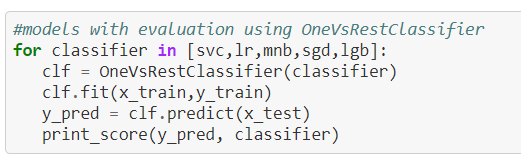 #models with evaluation using OneVsRestClassifier
for classifier in [svc,lr,mnb,sgd,lgb]:
   clf = OneVsRestClassifier(classifier)
   clf.fit(x_train,y_train)
   y_pred = clf.predict(x_test)
   print_score(y_pred, classifier)